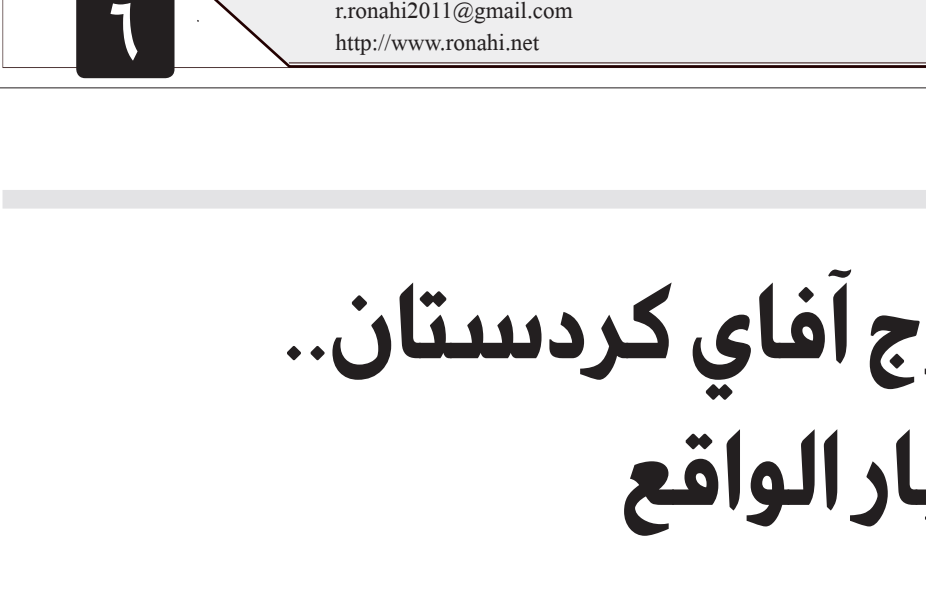 ٦
r.ronahi2011@gmail.com
http://www.ronahi.net
آفاي كردستان..
الواقع